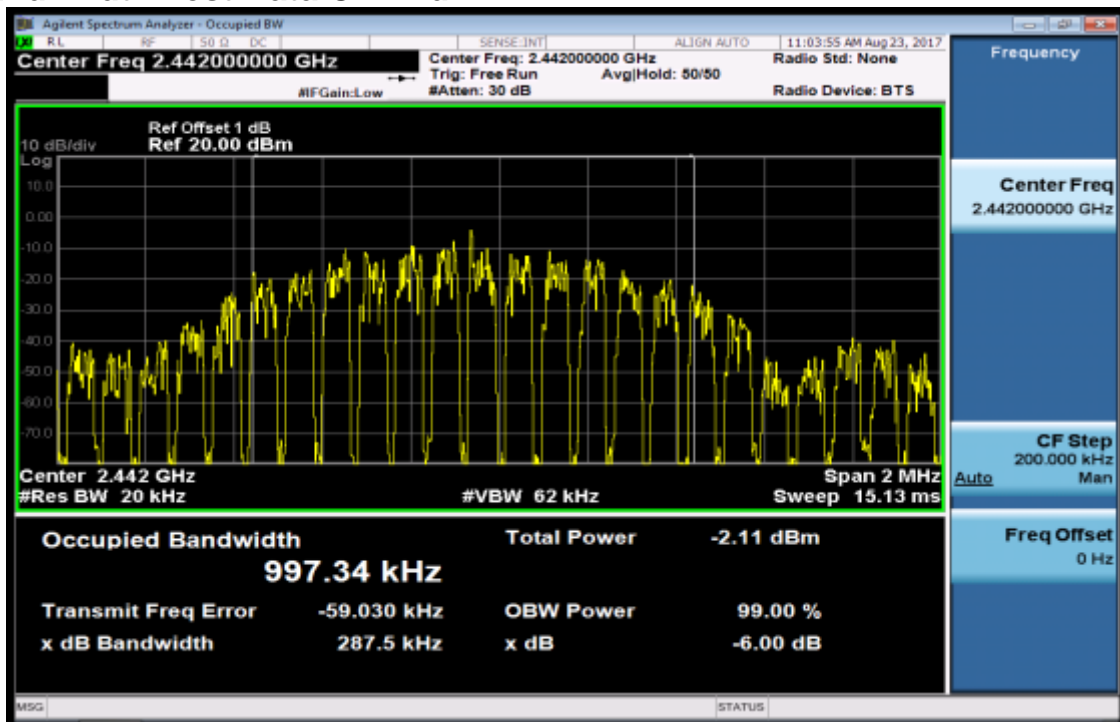 Agilent Spectrum Analyzer - Occupied BW
RL RF 50 Ω DC SENSE:INT ALIGN AUTO 11:03:55 AM Aug 23, 2017
Center Freq 2.442000000 GHz
Center Freq: 2.442000000 GHz
Radio Std: None
Trig: Free Run Avg|Hold: 50/50
#IFGain:Low
#Atten: 30 dB
Radio Device: BTS
Frequency
Ref Offset 1 dB
10 dB/div Ref 20.00 dBm
Log
10.0
0.00
-10.0
-20.0
-30.0
-40.0
-50.0
-60.0
-70.0
Center 2.442 GHz
Span 2 MHz
#Res BW 20 kHz
#VBW 62 kHz
Sweep 15.13 ms
Center Freq
2.442000000 GHz
CF Step
200.000 kHz
Auto Man
Freq Offset
0 Hz
Occupied Bandwidth
997.34 kHz
Total Power -2.11 dBm
Transmit Freq Error -59.030 kHz
OBW Power 99.00 %
x dB Bandwidth 287.5 kHz
x dB -6.00 dB
MSG
STATUS